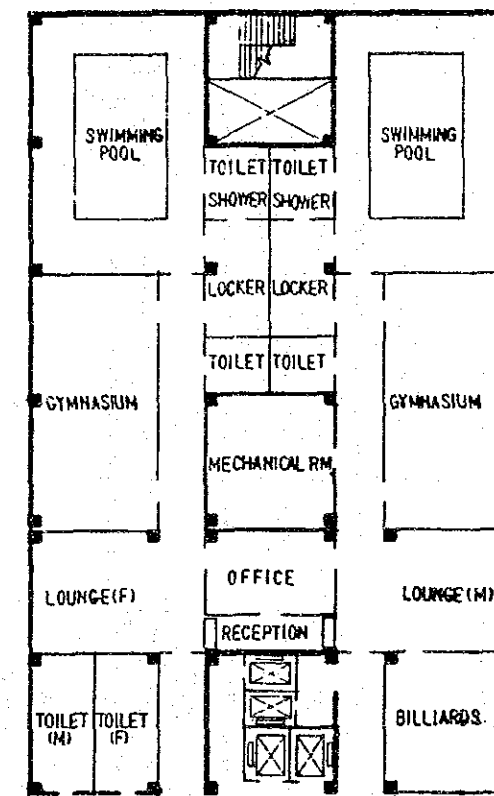 SWIMMING
POOL
SWIMMING
POOL
TOILET TOILET
SHOWER SHOWER
LOCKER LOCKER
TOILET TOILET
GYMNASIUM
GYMNASIUM
MECHANICAL RM
OFFICE
LOUNGE(F)
LOUNGE(M)
RECEPTION
TOILET
(M)
TOILET
(F)
BILLIARDS